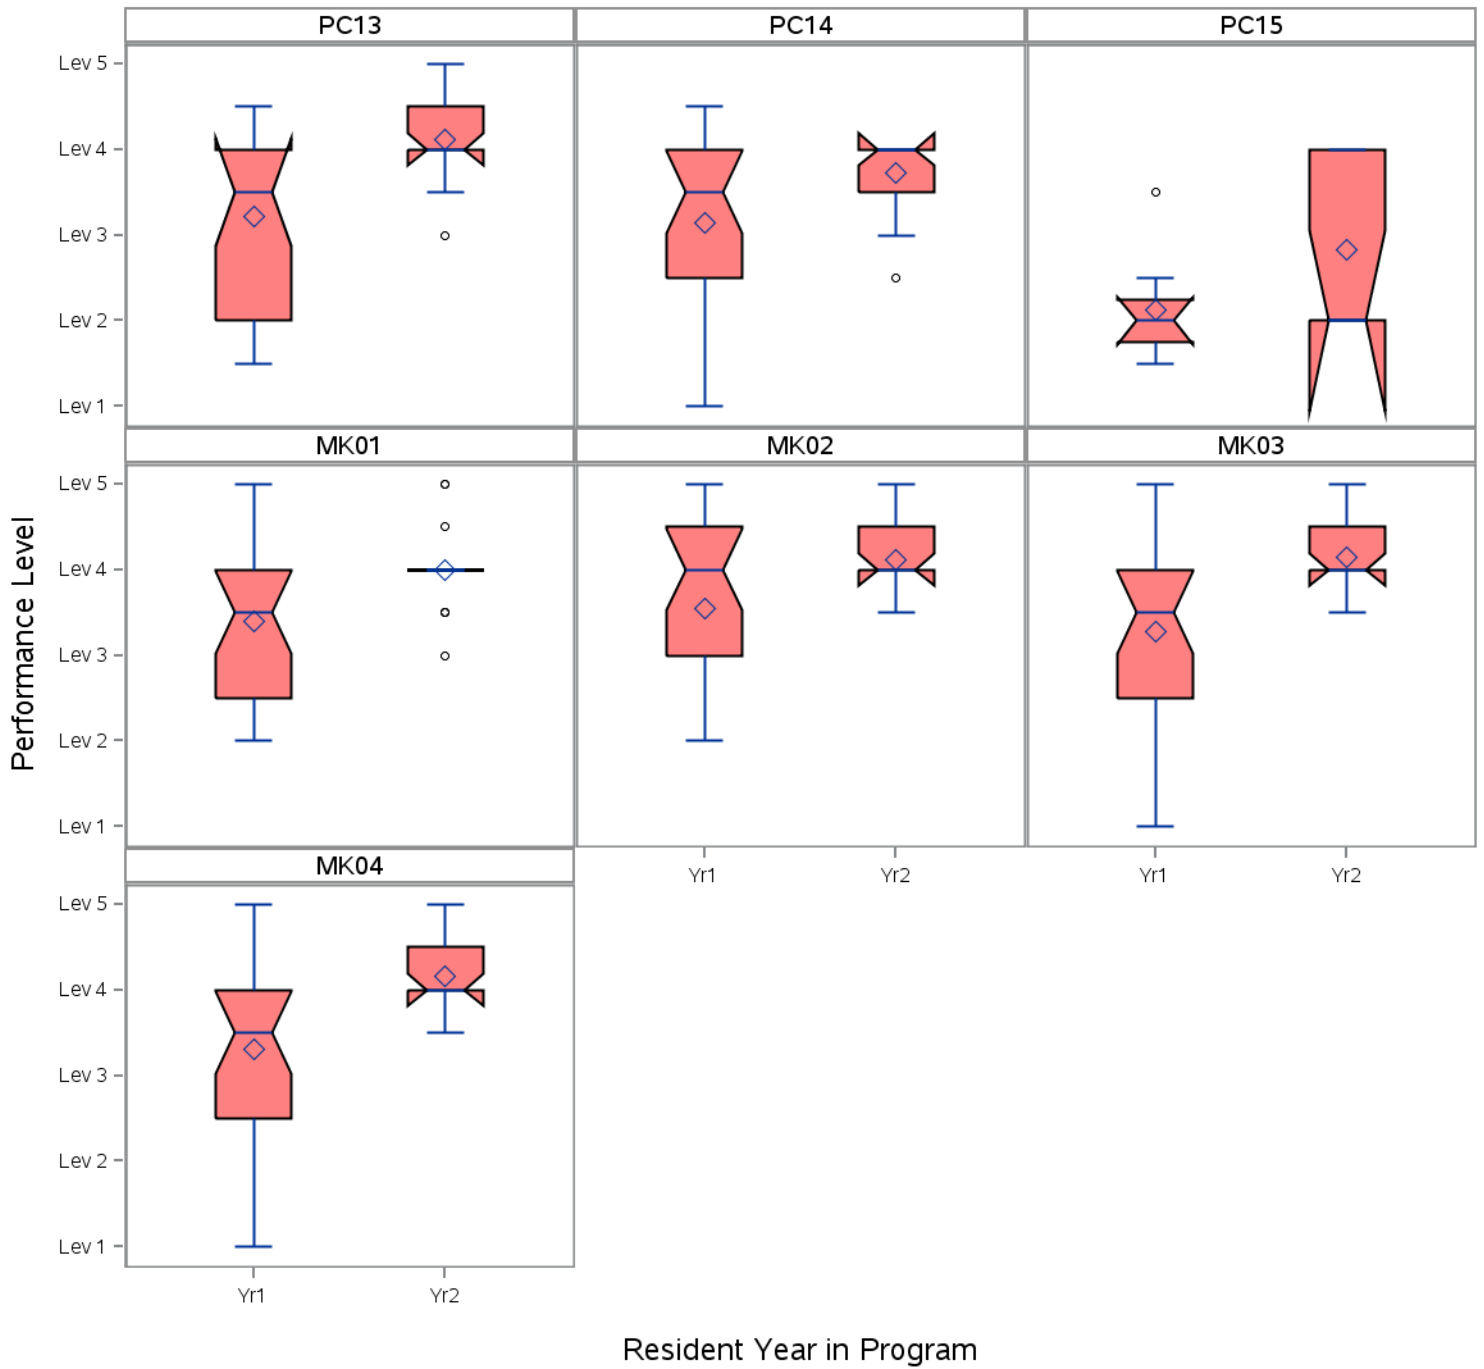 PC13 PC14 PC15
Lev 5
Lev 4
Lev 3
Lev 2
Lev 1
MK01 MK02 MK03
Lev 5
Lev 4
Lev 3
Lev 2
Lev 1
Performance Level
Yr1 Yr2 Yr1 Yr2
MK04
Lev 5
Lev 4
Lev 3
Lev 2
Lev 1
Yr1 Yr2
Resident Year in Program